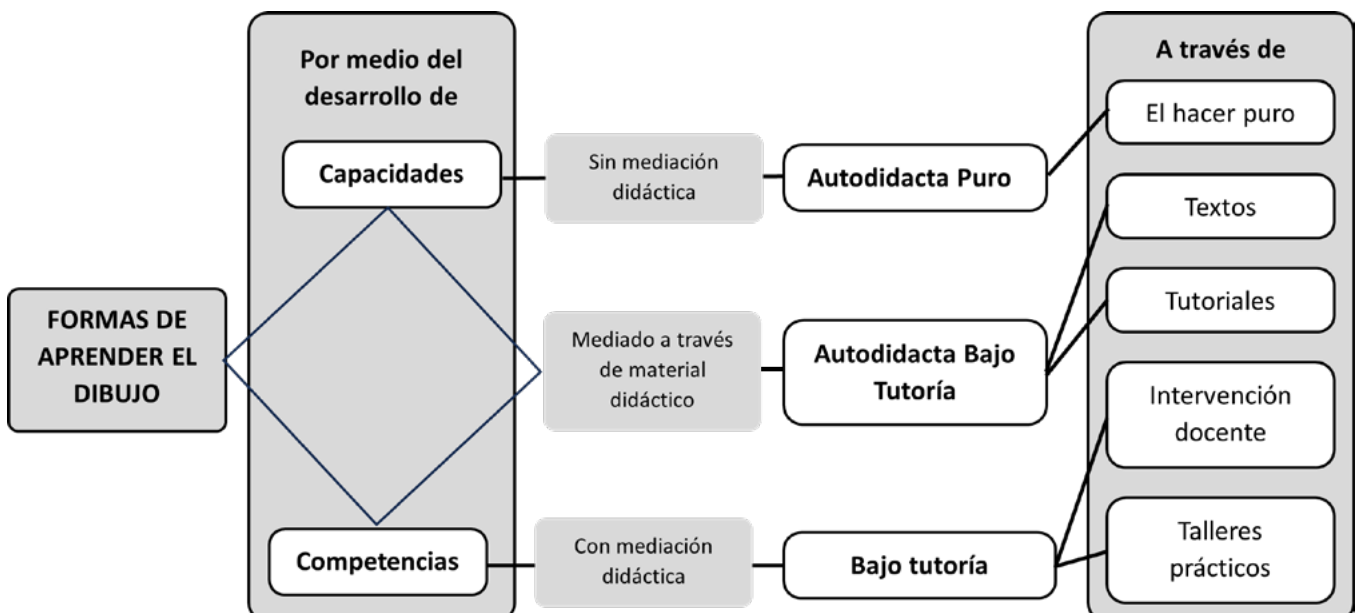 FORMAS DE
APRENDER EL
DIBUJO
Por medio del
desarrollo de
Capacidades
Competencias
Sin mediación
didáctica
Mediado a través
de material
didáctico
Con mediación
didáctica
Autodidacta Puro
Autodidacta Bajo
Tutoría
Bajo tutoría
A través de
El hacer puro
Textos
Tutoriales
Intervención
docente
Talleres
prácticos